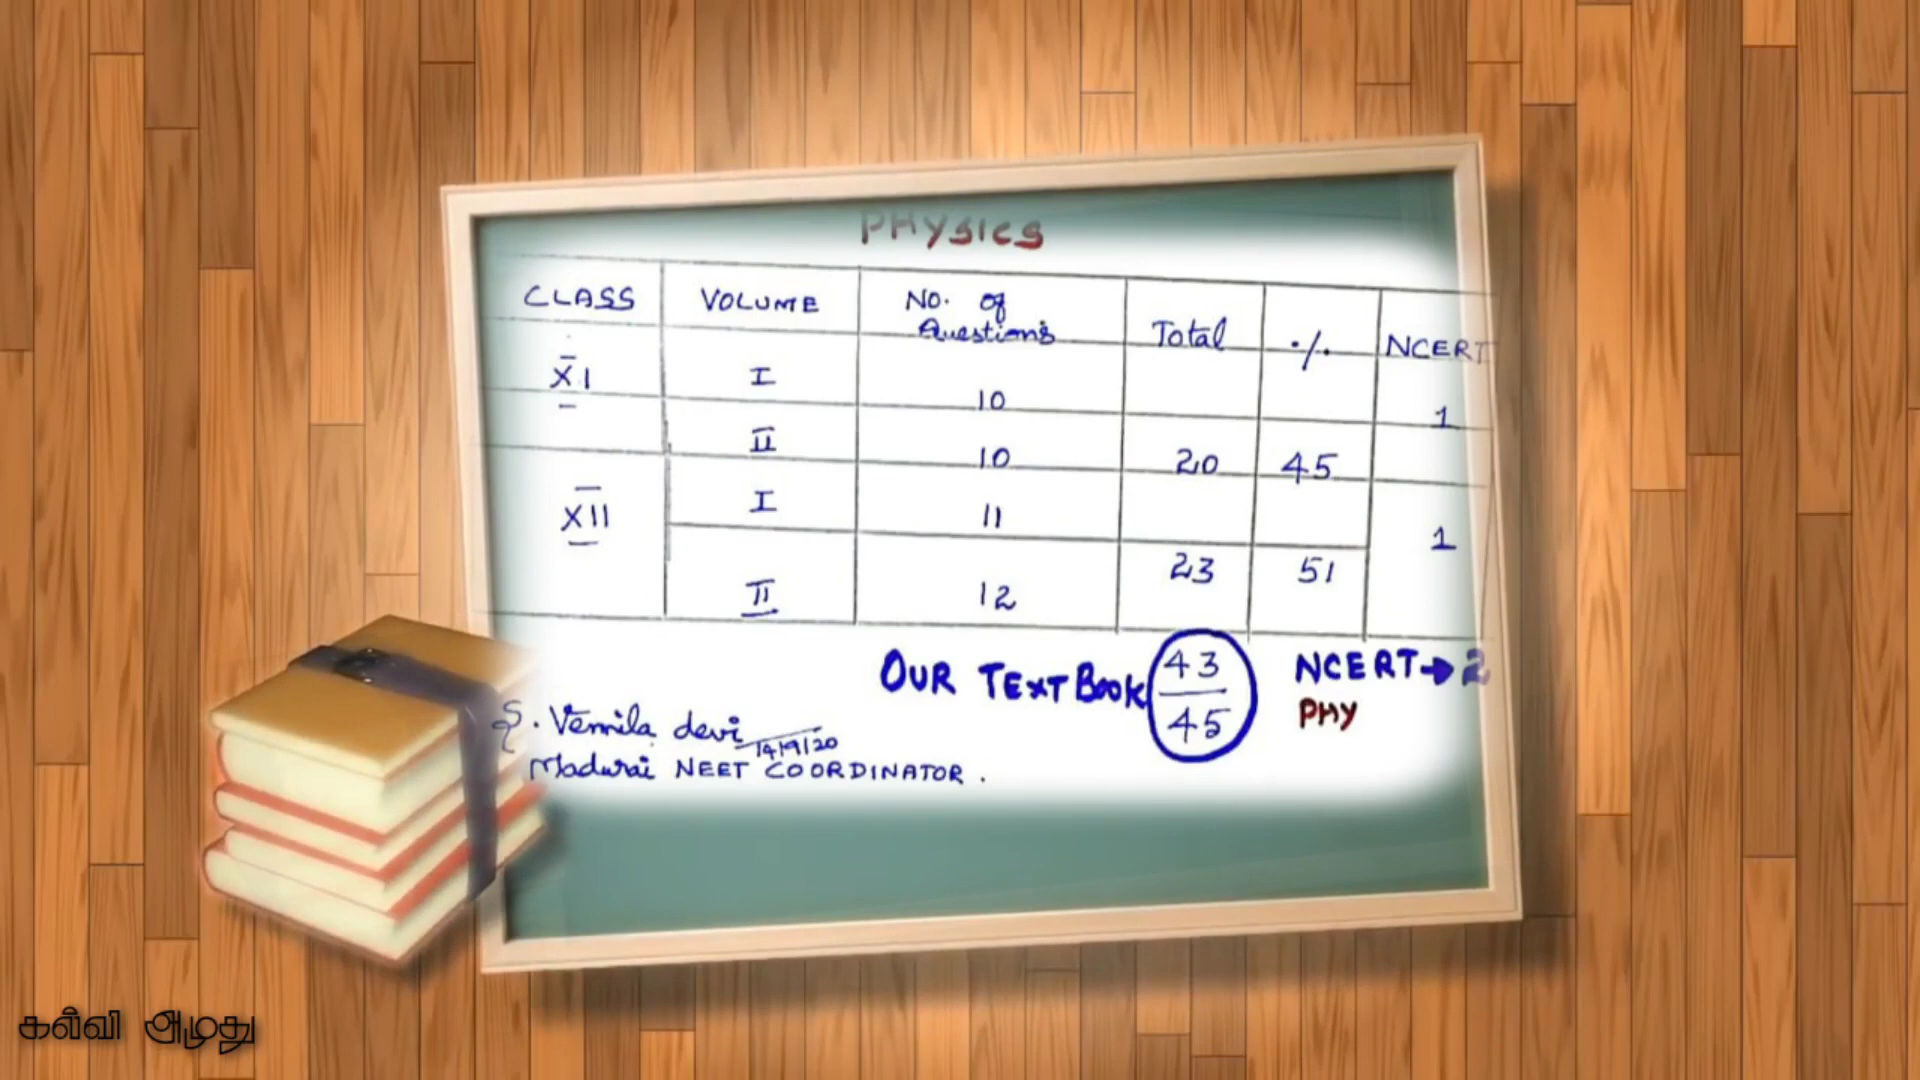 PHYSICS
CLASS VOLUME No. of Questions Total ./. NCERT
XI I 10 1
II 10 20 45
XII I 11 1
II 12 23 51
OUR TEXT BOOK 43/45 NCERT→2
PHY
S. Vennila devi 14/9/20
Madurai NEET COORDINATOR.
கல்வி அமுது